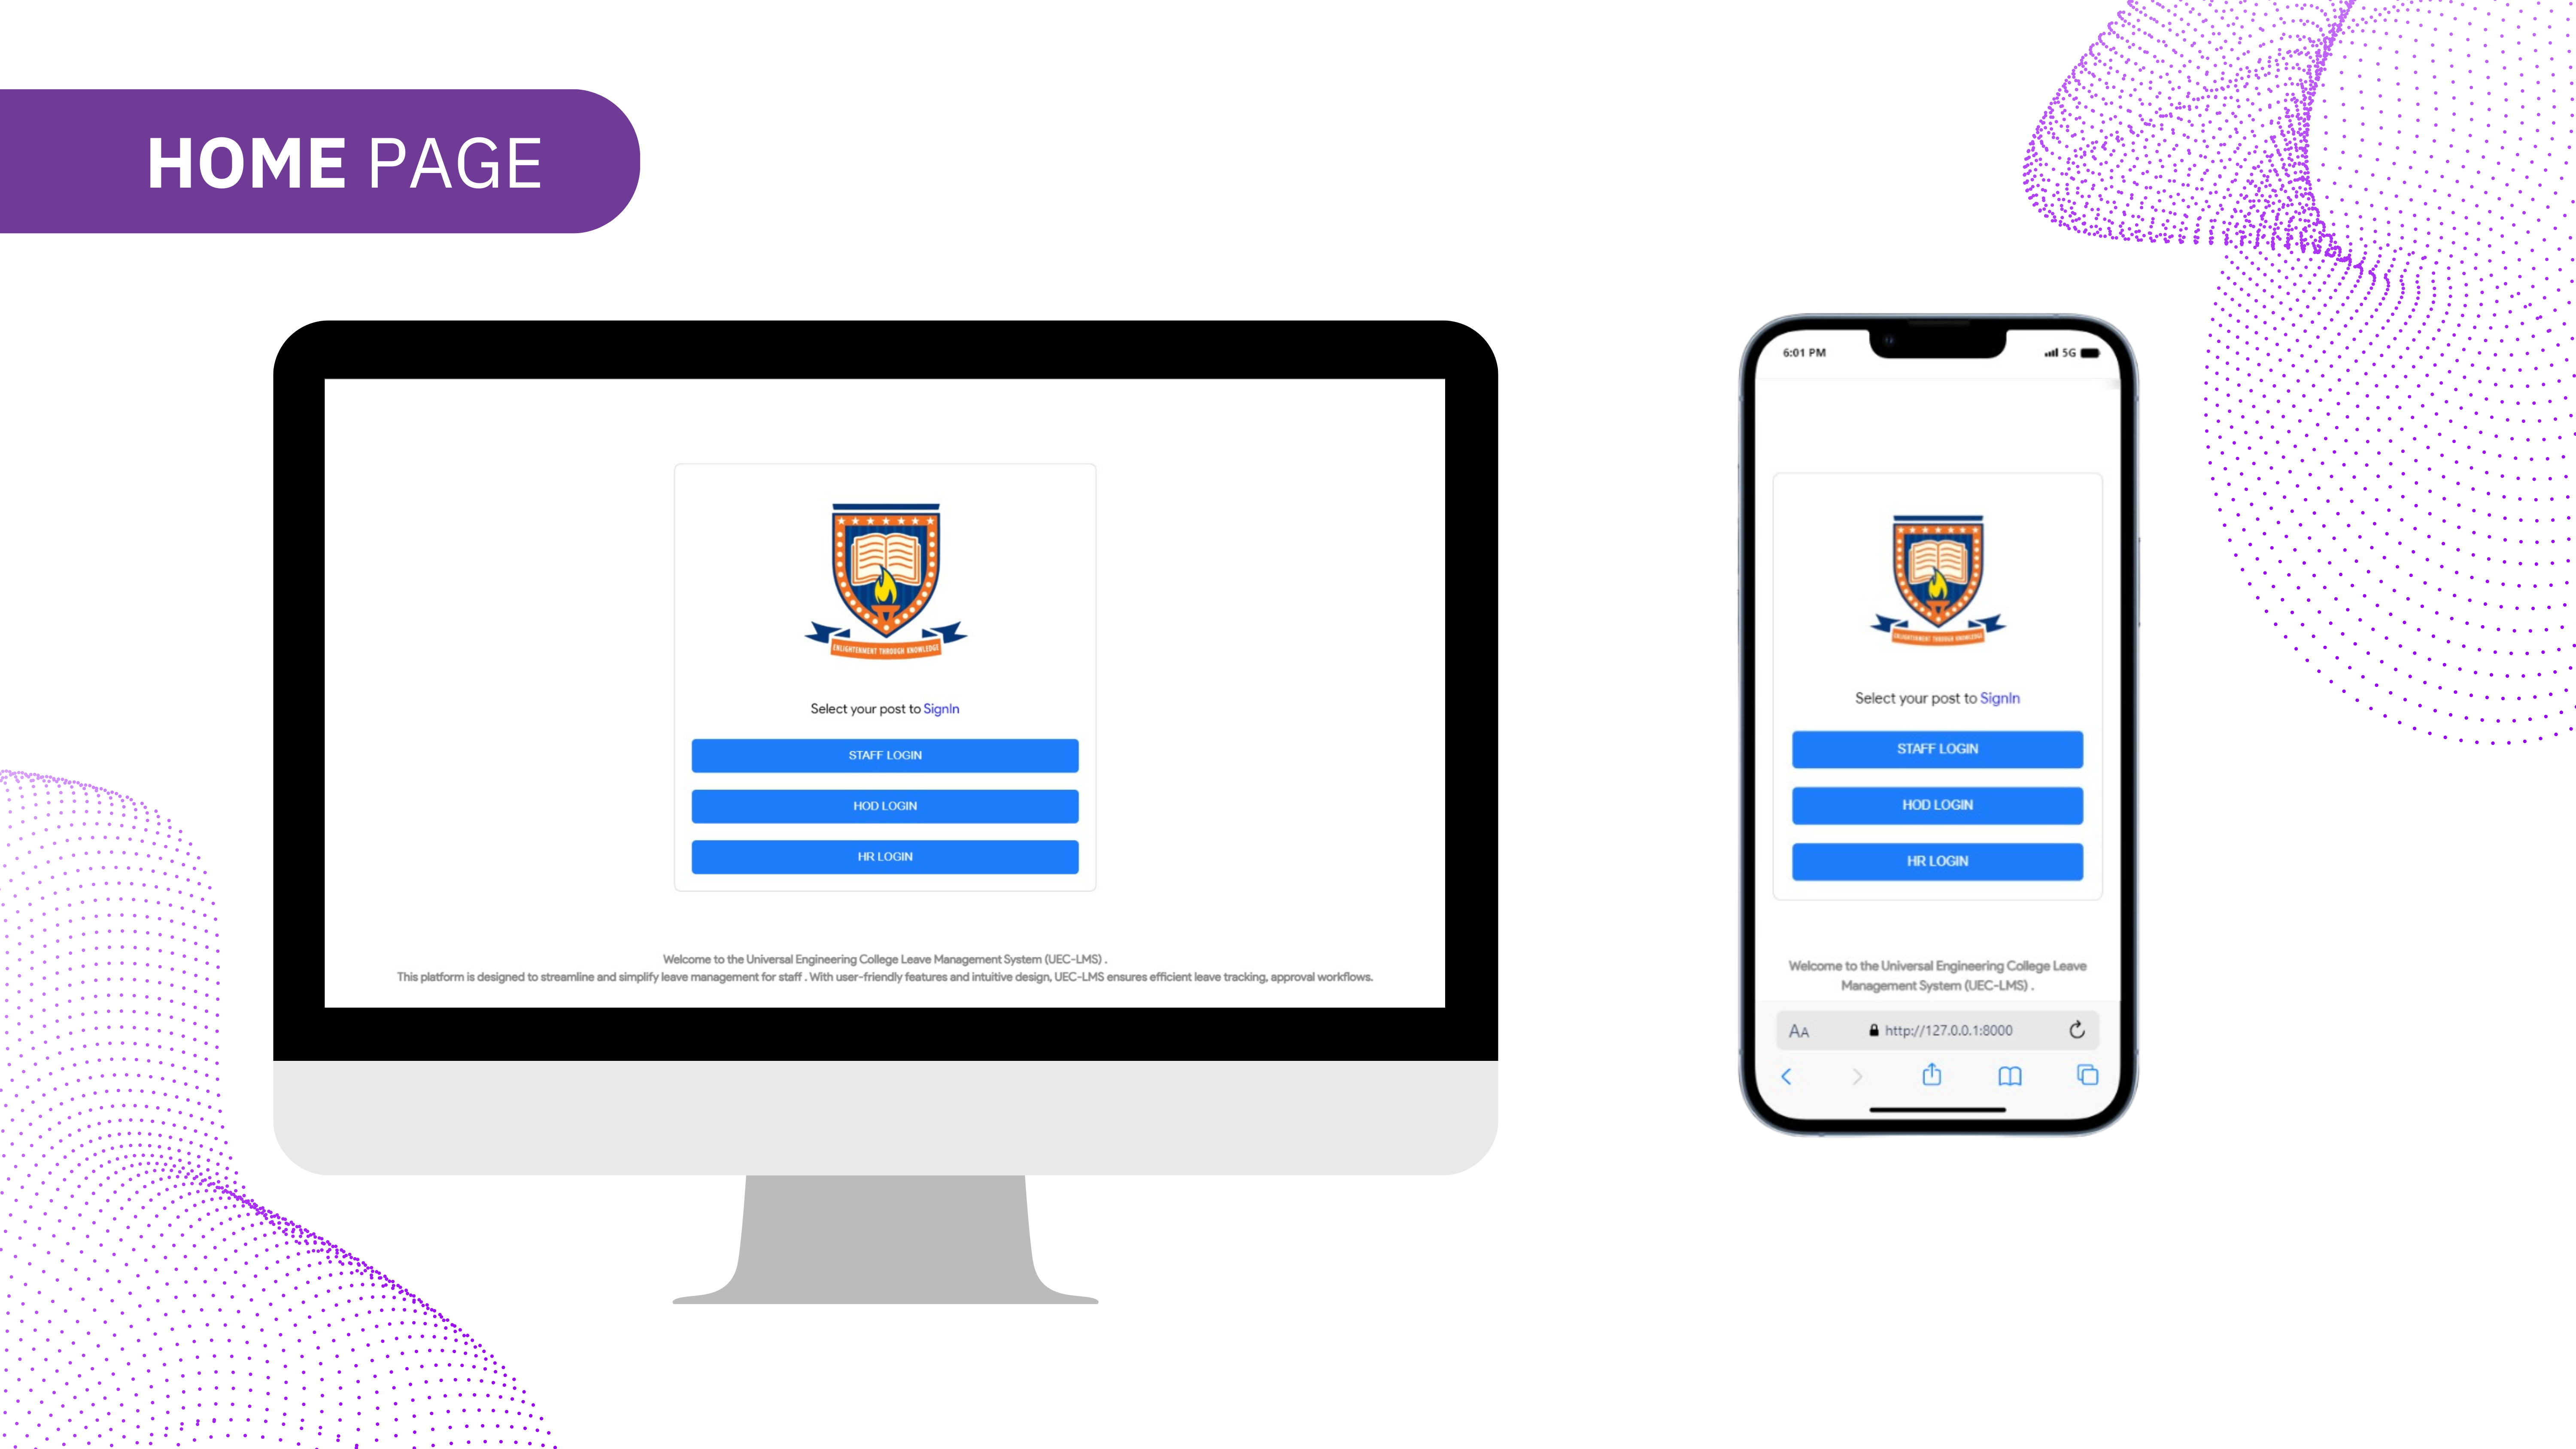 HOME PAGE
ENLIGHTENMENT THROUGH KNOWLEDGE
Select your post to SignIn
STAFF LOGIN
HOD LOGIN
HR LOGIN
Welcome to the Universal Engineering College Leave Management System (UEC-LMS) .
This platform is designed to streamline and simplify leave management for staff . With user-friendly features and intuitive design, UEC-LMS ensures efficient leave tracking, approval workflows.
6:01 PM
5G
ENLIGHTENMENT THROUGH KNOWLEDGE
Select your post to SignIn
STAFF LOGIN
HOD LOGIN
HR LOGIN
Welcome to the Universal Engineering College Leave
Management System (UEC-LMS) .
AA http://127.0.0.1:8000